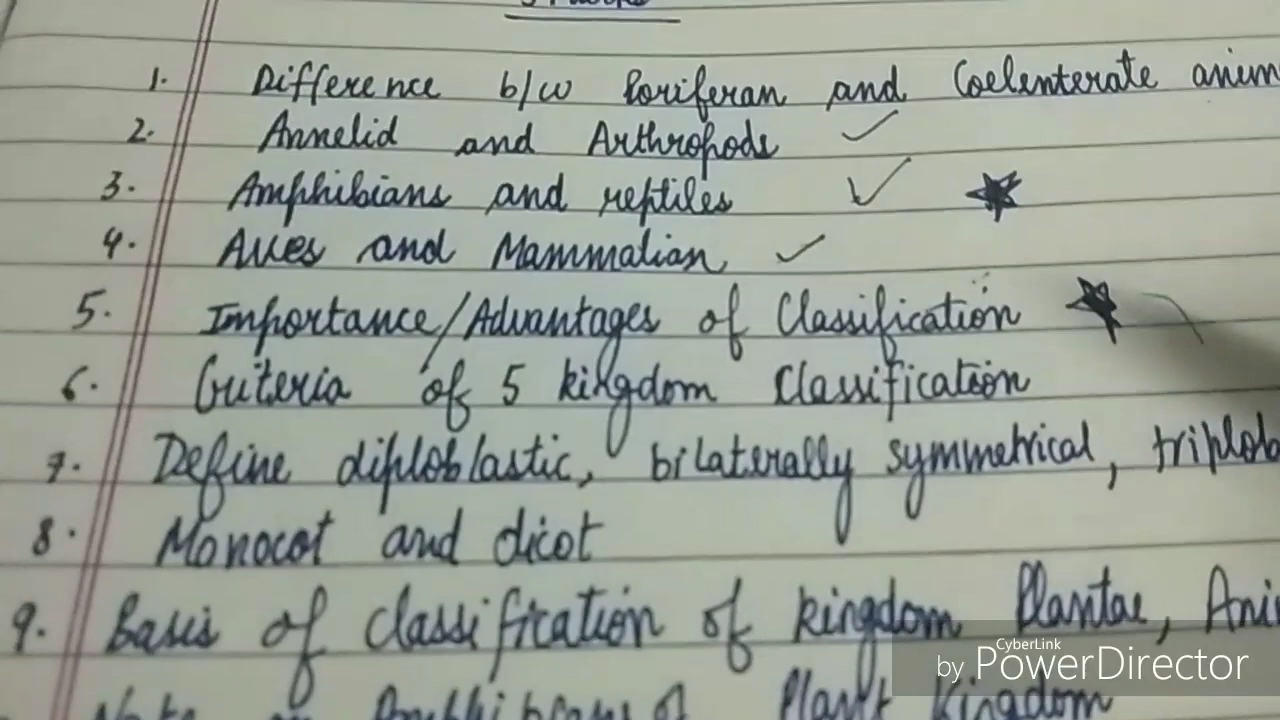 1. Difference b/w Poriferan and Coelenterate anim
2. Annelid and Arthropods
3. Amphibians and reptiles
4. Aves and Mammalian
5. Importance/Advantages of Classification
6. Criteria of 5 kingdom Classification
7. Define diploblastic, bilaterally symmetrical, triplob
8. Monocot and dicot
9. Basis of classification of kingdom Plantae, Ani
Plant Kingdom
CyberLink
by PowerDirector